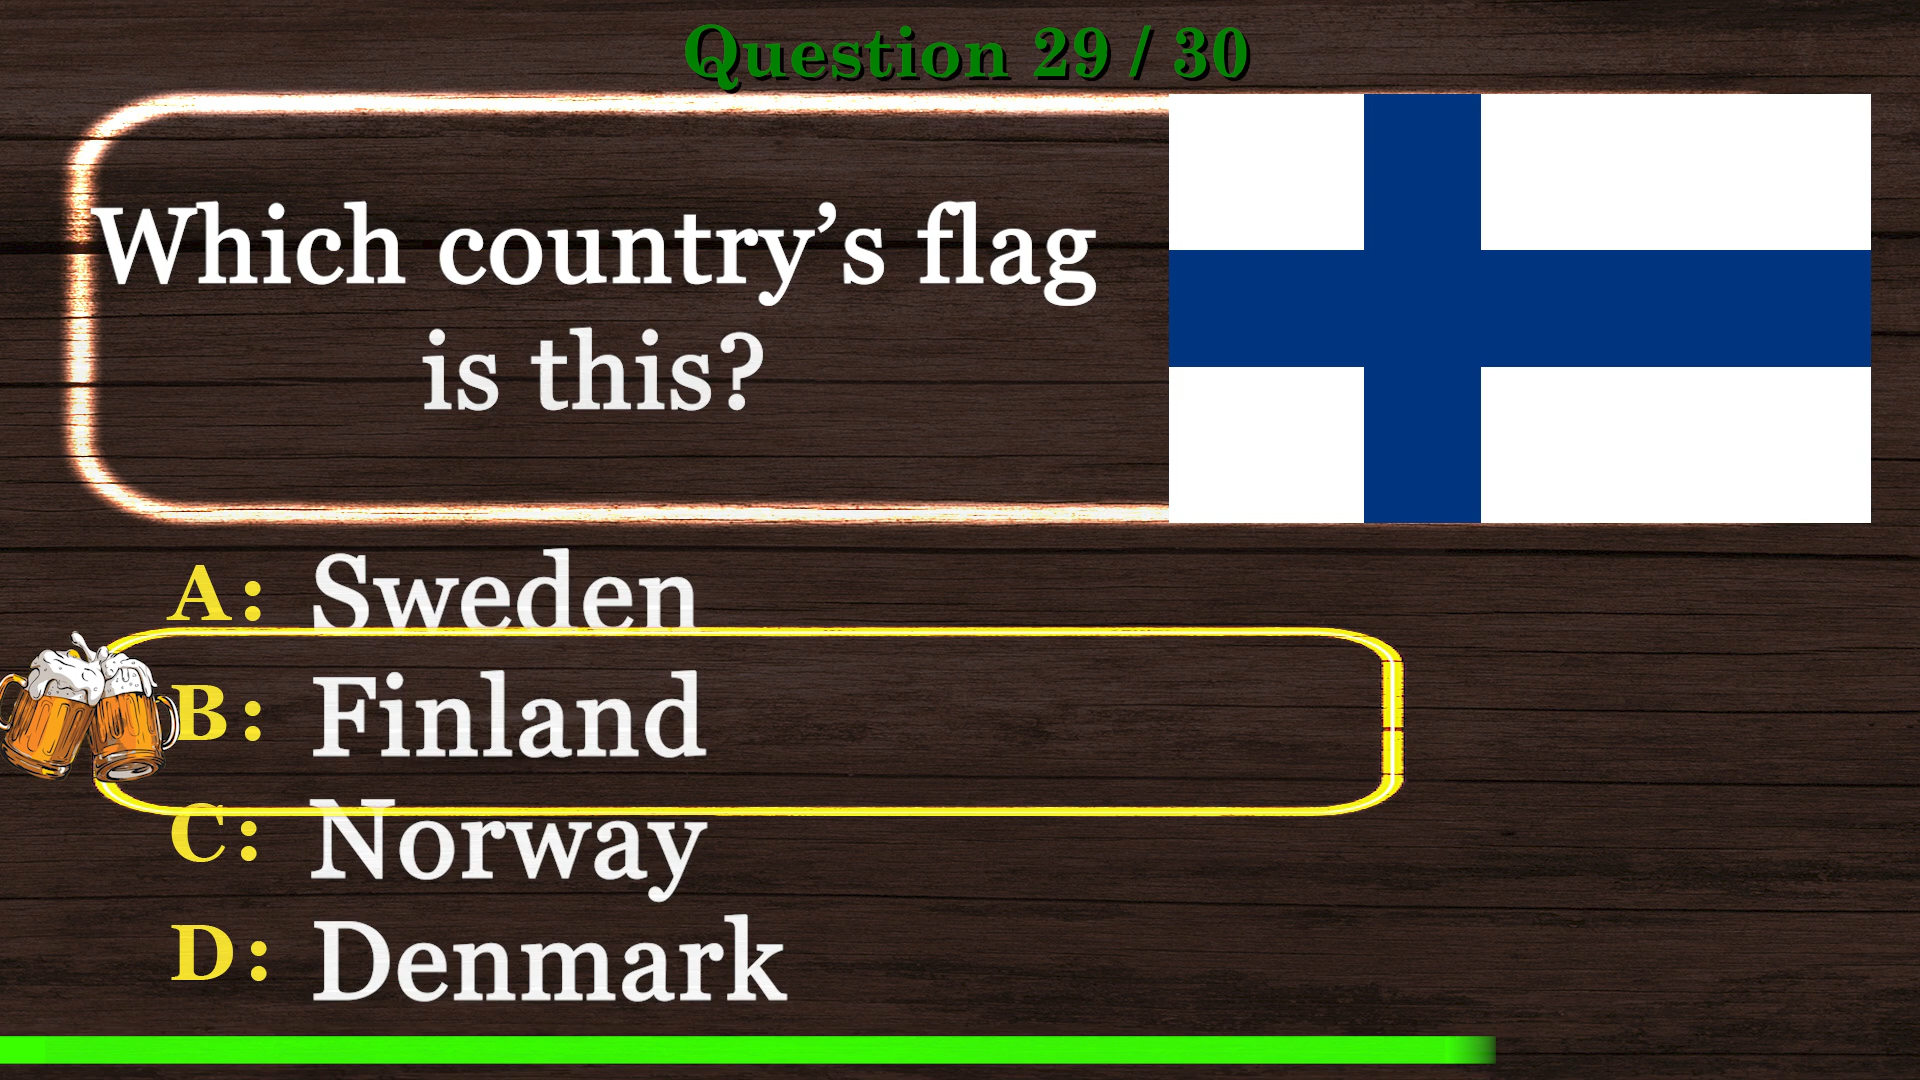 Question 29 / 30
Which country’s flag
is this?
A: Sweden
B: Finland
C: Norway
D: Denmark